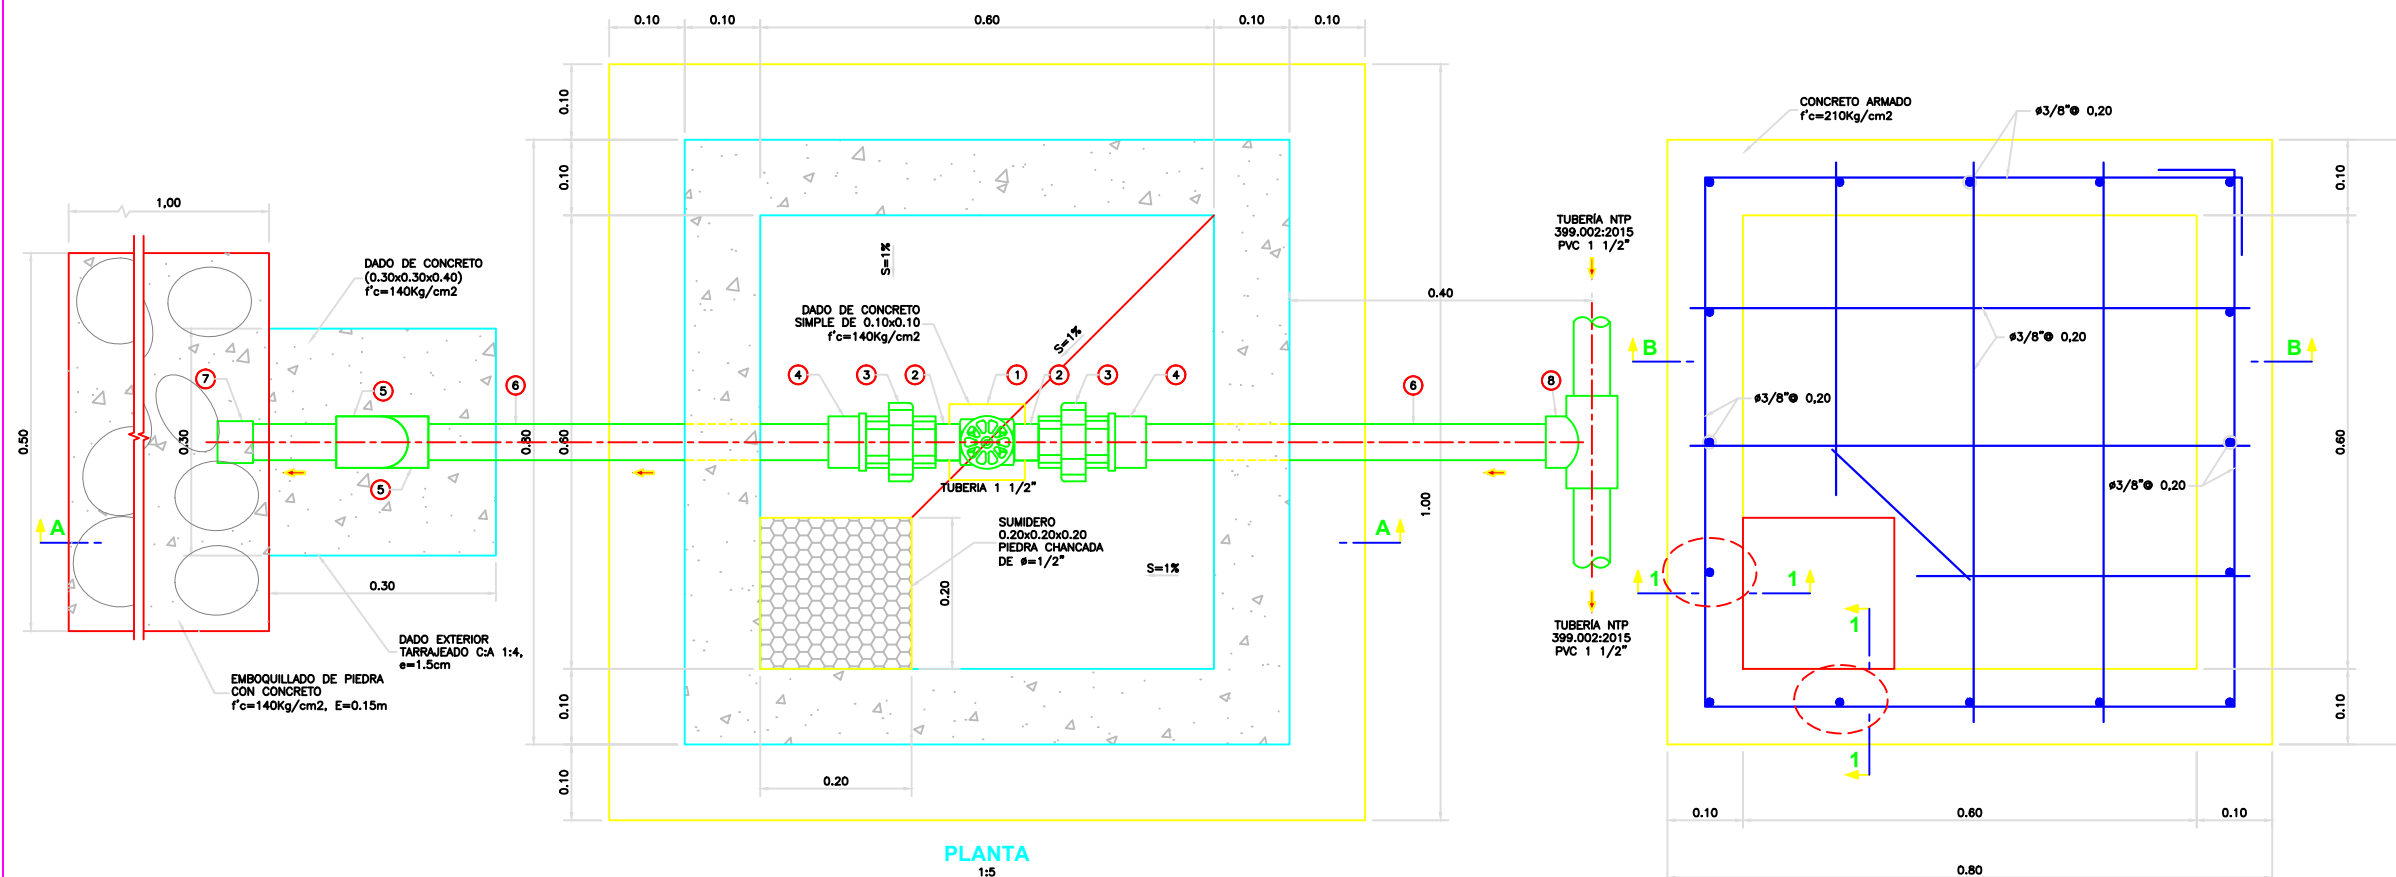 0.10
0.10
0.60
0.10
0.10
0.10
0.10
0.80
0.60
0.10
0.10
1.00
0.40
1,00
0.50
0.30
0.30
DADO DE CONCRETO
(0.30x0.30x0.40)
f'c=140Kg/cm2
7
5
5
6
A
DADO EXTERIOR
TARRAJEADO C:A 1:4,
e=1.5cm
EMBOQUILLADO DE PIEDRA
CON CONCRETO
f'c=140Kg/cm2, E=0.15m
S=1%
DADO DE CONCRETO
SIMPLE DE 0.10x0.10
f'c=140Kg/cm2
S=1%
4
3
2
1
2
3
4
6
8
TUBERIA 1 1/2"
SUMIDERO
0.20x0.20x0.20
PIEDRA CHANCADA
DE ø=1/2"
0.20
0.20
S=1%
A
TUBERÍA NTP
399.002:2015
PVC 1 1/2"
TUBERÍA NTP
399.002:2015
PVC 1 1/2"
PLANTA
1:5
CONCRETO ARMADO
f'c=210Kg/cm2
ø3/8"@ 0,20
ø3/8"@ 0,20
ø3/8"@ 0,20
ø3/8"@ 0,20
B
B
1
1
1
1
0.10
0.60
0.10
0.10
0.60
0.10
0.80